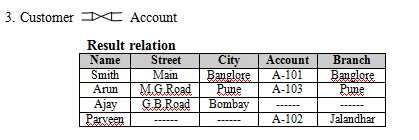 3. Customer ⟗ Account
Result relation
Name Street City Account Branch
Smith Main Banglore A-101 Banglore
Arun M.G.Road Pune A-103 Pune
Ajay G.B.Road Bombay ------ ------
Parveen ------ ------ A-102 Jalandhar